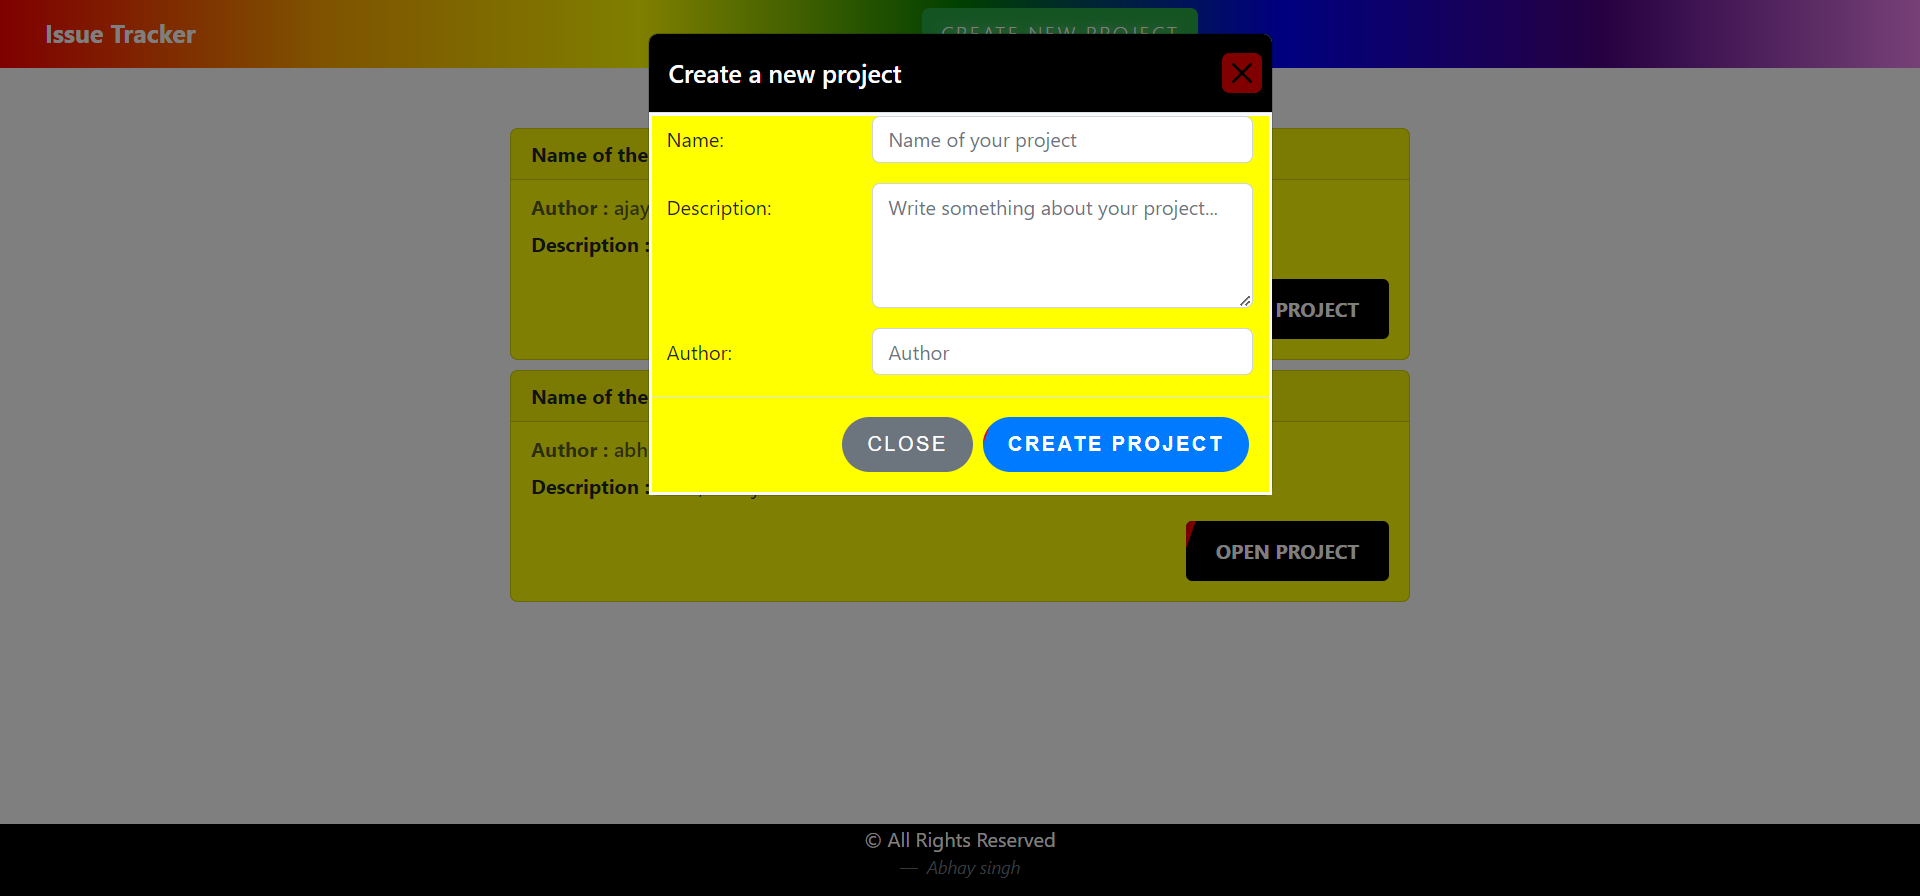 Issue Tracker
CREATE NEW PROJECT
Create a new project
Name: Name of your project
Description: Write something about your project...
Author: Author
CLOSE CREATE PROJECT
Name of the
Author : ajay
Description :
PROJECT
Name of the
Author : abh
Description :
OPEN PROJECT
© All Rights Reserved
— Abhay singh